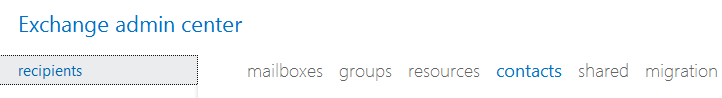 Exchange admin center
recipients mailboxes groups resources contacts shared migration